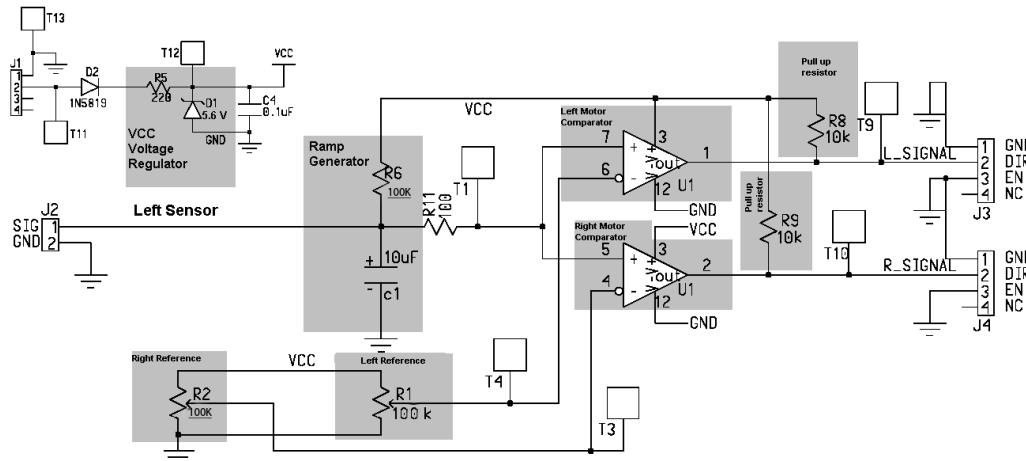 T13
J1
1
2
3
4
D2
1N5819
T11
T12
R5
220
D1
5.6 V
GND
VCC
Voltage
Regulator
VCC
C4
0.1uF
Ramp
Generator
R6
100K
10uF
+
-
c1
VCC
Left Sensor
J2
SIG 1
GND 2
R11
100
T1
Left Motor
Comparator
7
6
+
-
3
+
out
12
U1
1
GND
Right Motor
Comparator
VCC
5
4
+
-
3
+
out
12
U1
2
GND
Pull up
resistor
R8
10k
T9
L_SIGNAL
Pull up
resistor
R9
10k
T10
R_SIGNAL
1 GN
2 DIR
3 EN
4 NC
J3
1 GN
2 DIR
3 EN
4 NC
J4
Right Reference
R2
100K
VCC
Left Reference
R1
100 k
T4
T3